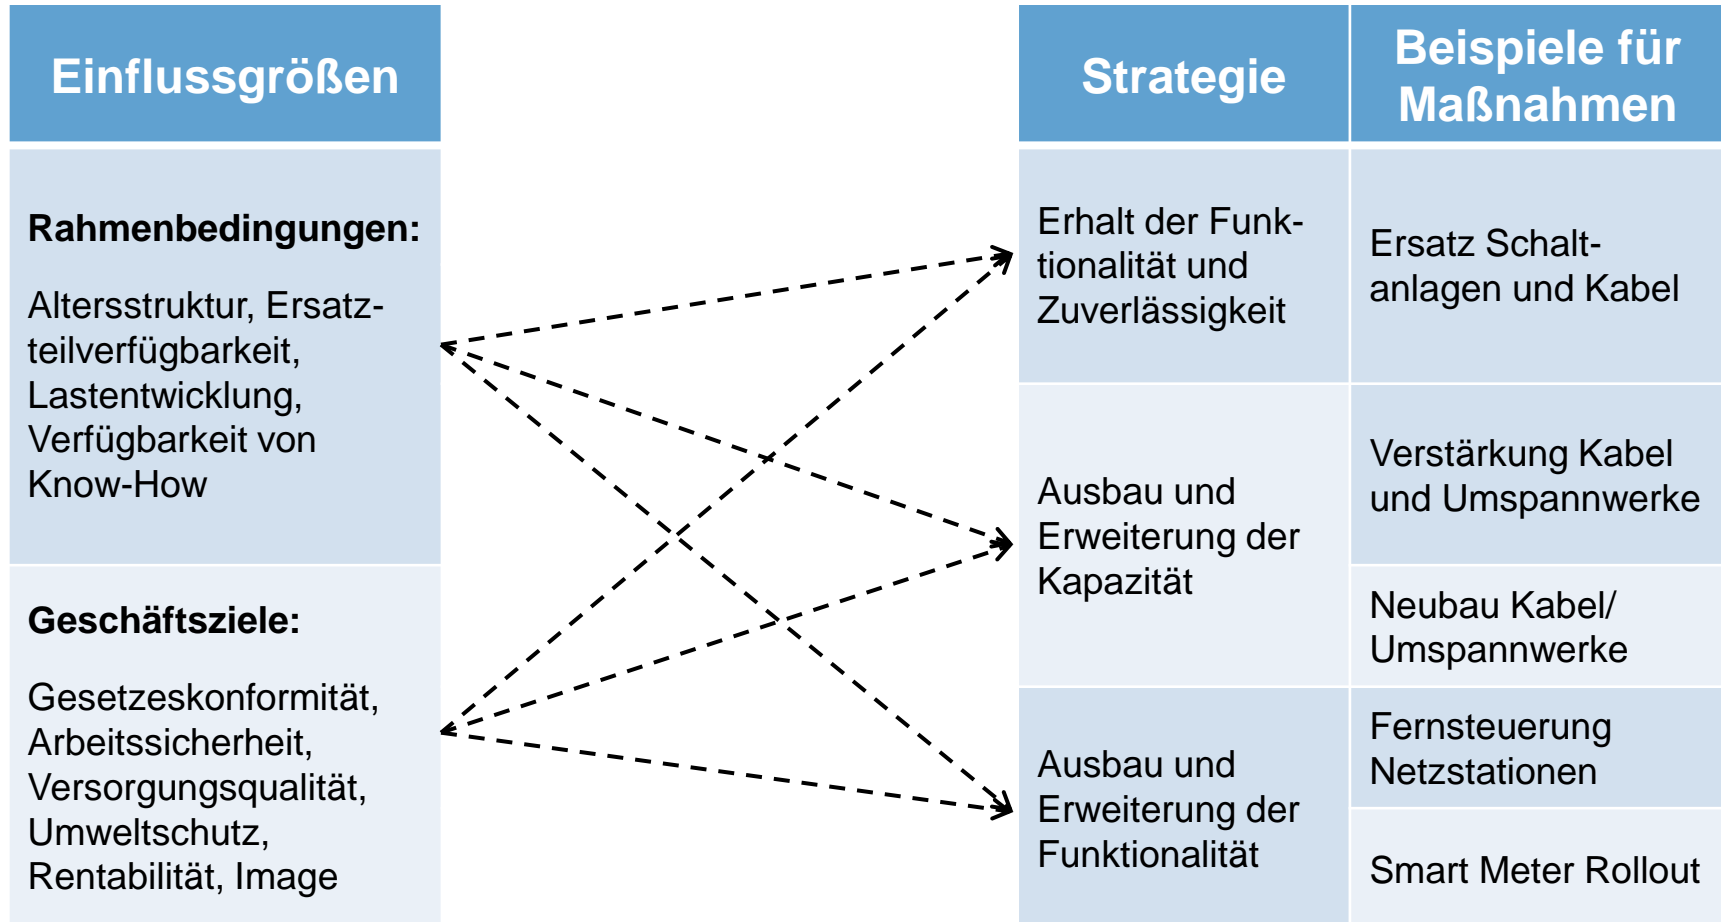 Einflussgrößen
Rahmenbedingungen:
Altersstruktur, Ersatz-
teilverfügbarkeit,
Lastentwicklung,
Verfügbarkeit von
Know-How
Geschäftsziele:
Gesetzeskonformität,
Arbeitssicherheit,
Versorgungsqualität,
Umweltschutz,
Rentabilität, Image
Strategie
Beispiele für
Maßnahmen
Erhalt der Funk-
tionalität und
Zuverlässigkeit
Ersatz Schalt-
anlagen und Kabel
Ausbau und
Erweiterung der
Kapazität
Verstärkung Kabel
und Umspannwerke
Neubau Kabel/
Umspannwerke
Ausbau und
Erweiterung der
Funktionalität
Fernsteuerung
Netzstationen
Smart Meter Rollout